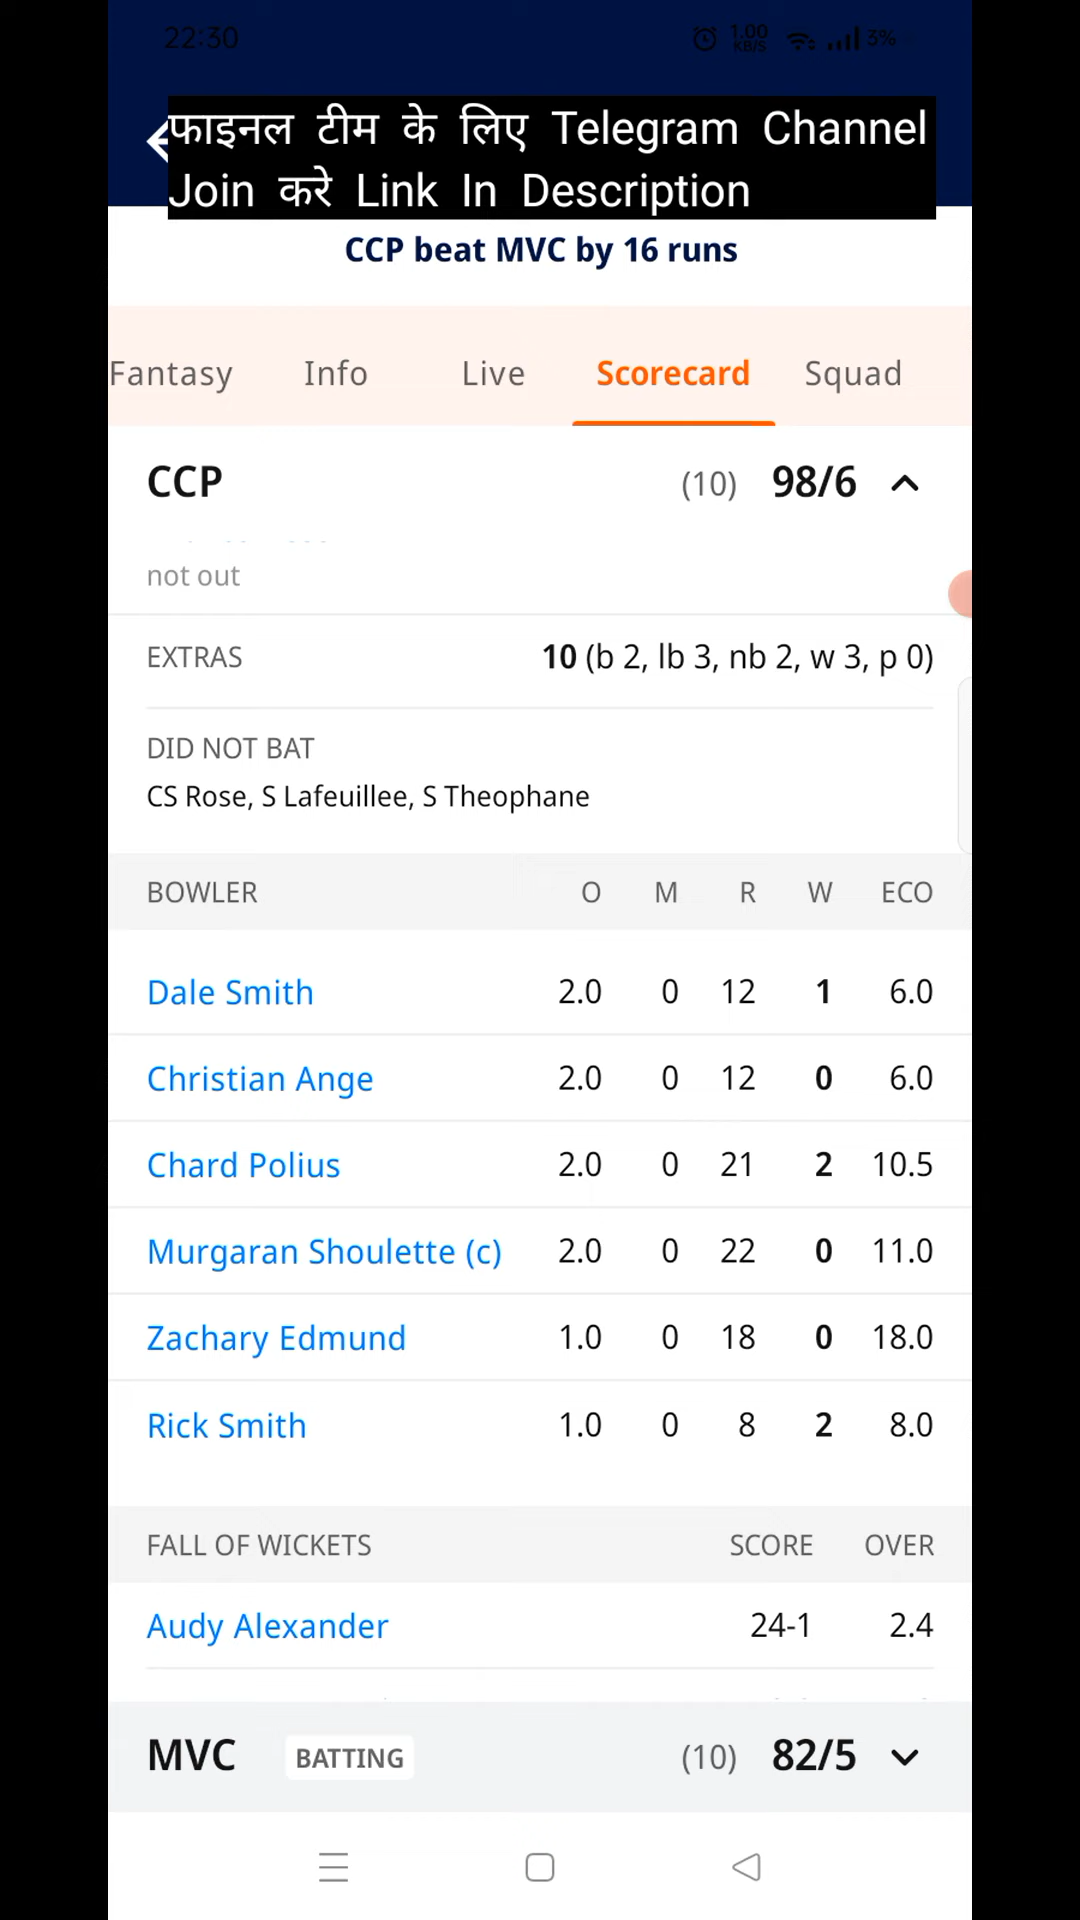 22:30 1.00 KB/S 3%
फाइनल टीम के लिए Telegram Channel
Join करे Link In Description
CCP beat MVC by 16 runs
Fantasy Info Live Scorecard Squad
CCP (10) 98/6
not out
EXTRAS 10 (b 2, lb 3, nb 2, w 3, p 0)
DID NOT BAT
CS Rose, S Lafeuillee, S Theophane
BOWLER O M R W ECO
Dale Smith 2.0 0 12 1 6.0
Christian Ange 2.0 0 12 0 6.0
Chard Polius 2.0 0 21 2 10.5
Murgaran Shoulette (c) 2.0 0 22 0 11.0
Zachary Edmund 1.0 0 18 0 18.0
Rick Smith 1.0 0 8 2 8.0
FALL OF WICKETS SCORE OVER
Audy Alexander 24-1 2.4
MVC BATTING (10) 82/5